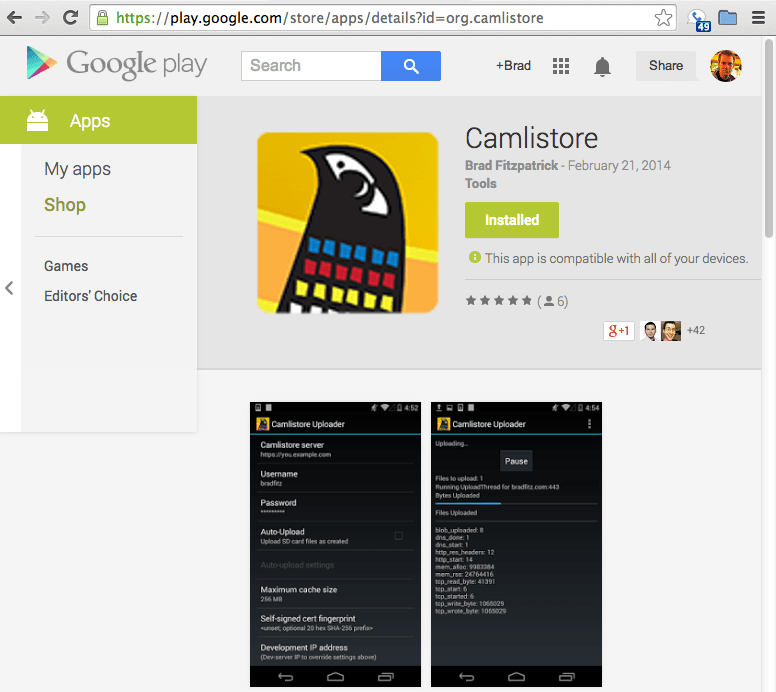 https://play.google.com/store/apps/details?id=org.camlistore
49
Google play
Search
+Brad
Share
Apps
My apps
Shop
Games
Editors' Choice
Camlistore
Brad Fitzpatrick - February 21, 2014
Tools
Installed
This app is compatible with all of your devices.
(6)
g+1
+42
4:52
Camlistore Uploader
Camlistore server
https://you.example.com
Username
bradfitz
Password
*********
Auto-Upload
Upload SD card files as created
Auto-upload settings
Maximum cache size
256 MB
Self-signed cert fingerprint
<unset; optional 20 hex SHA-256 prefix>
Development IP address
(Dev-server IP to override settings above)
4:54
Camlistore Uploader
Uploading...
Pause
Files to upload: 1
Running UploadThread for bradfitz.com:443
Bytes Uploaded
Files Uploaded
blob_uploaded: 8
dns_done: 1
dns_start: 1
http_res_headers: 12
http_start: 14
mem_alloc: 9983384
mem_rss: 24764416
tcp_read_byte: 41391
tcp_start: 6
tcp_started: 6
tcp_write_byte: 1065029
tcp_wrote_byte: 1065029